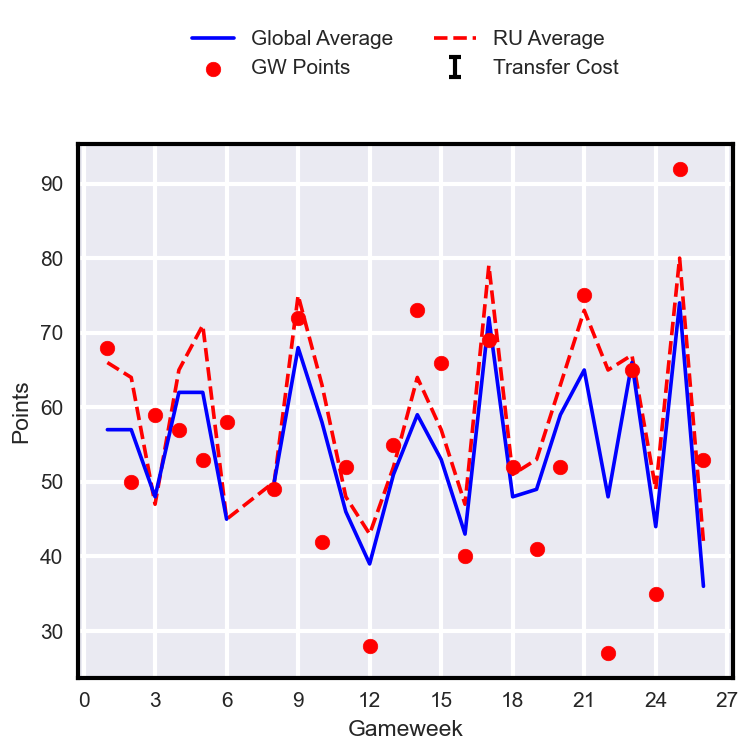 Global Average
RU Average
GW Points
Transfer Cost
90
80
70
60
50
40
30
Points
0 3 6 9 12 15 18 21 24 27
Gameweek